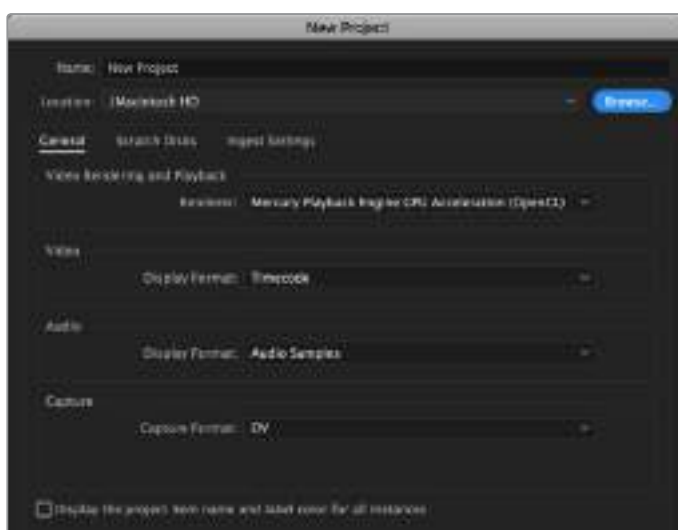 New Project
Name: New Project
Location: /Macintosh HD Browse...
General Scratch Disks Ingest Settings
Video Rendering and Playback
Renderer: Mercury Playback Engine GPU Acceleration (OpenCL)
Video
Display Format: Timecode
Audio
Display Format: Audio Samples
Capture
Capture Format: DV
Display the project item name and label color for all instances